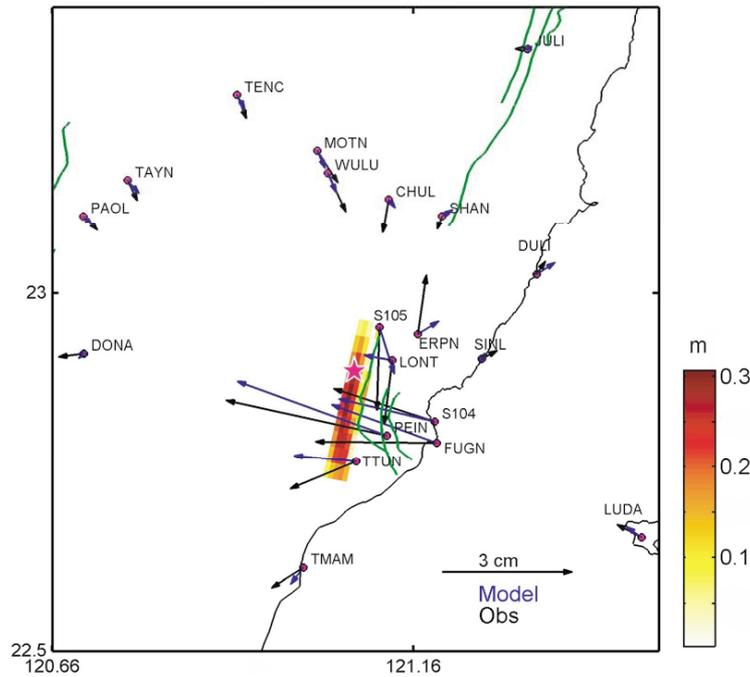 JULI
TENC
MOTN
WULU
TAYN
CHUL
PAOL
SHAN
DULI
23
S105
ERPN
SINL
DONA
LONT
m
0.3
S104
PEIN
FUGN
TTUN
0.2
LUDA
TMAM
3 cm
0.1
Model
Obs
22.5
120.66
121.16